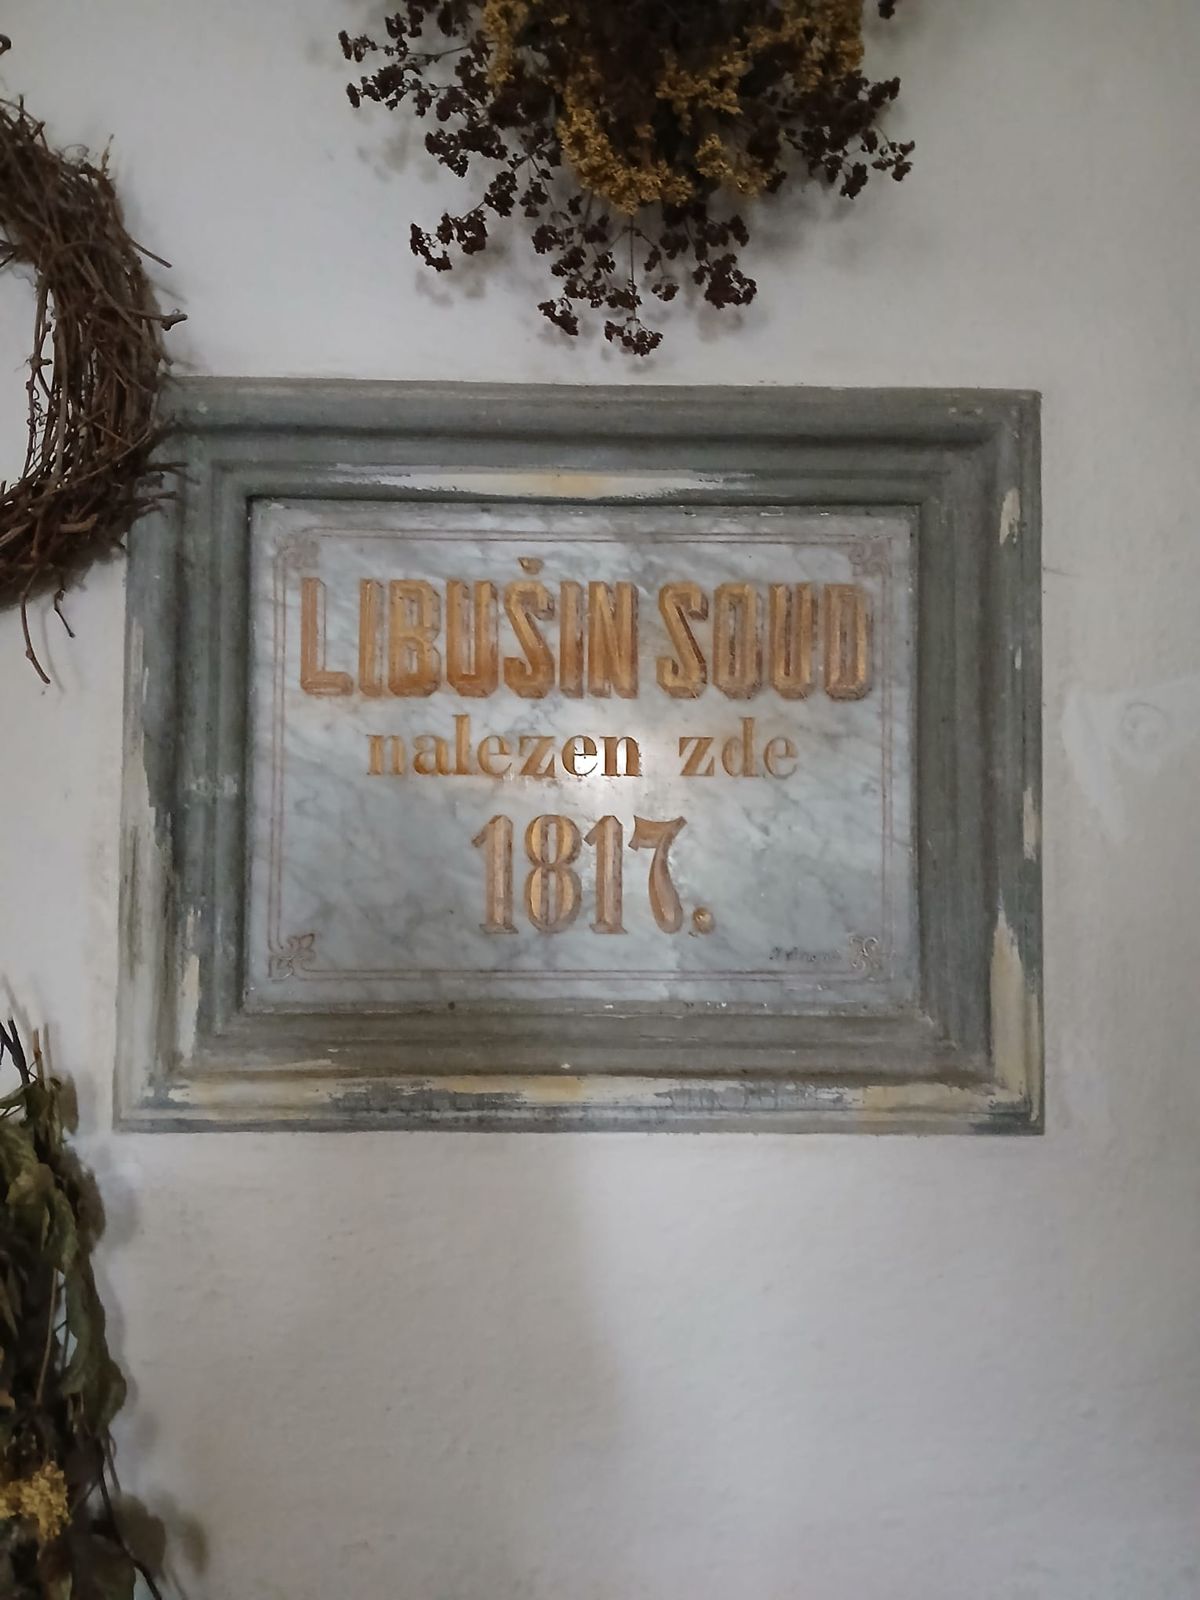 LIBUŠIN SOUD
nalezen zde
1817.